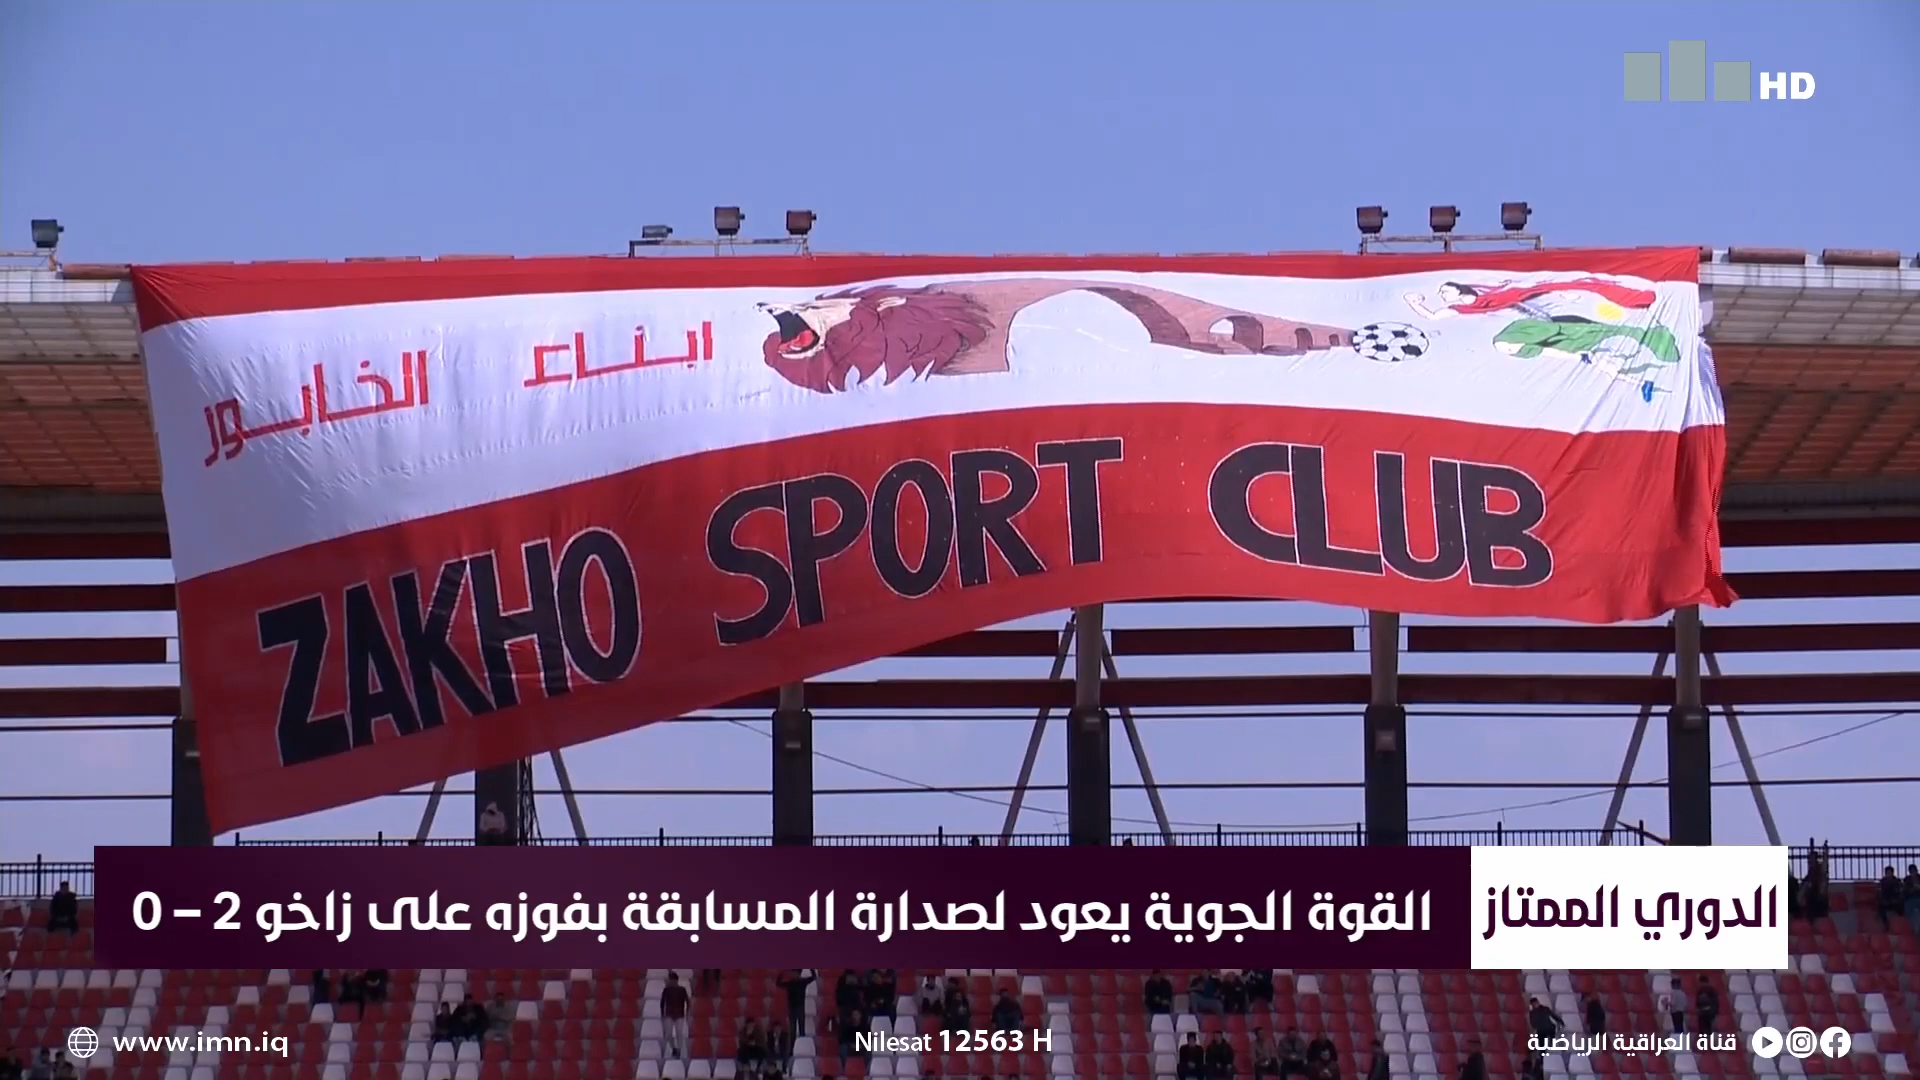 HD
ابناء الخابور
ZAKHO SPORT CLUB
الدوري الممتاز
القوة الجوية يعود لصدارة المسابقة بفوزه على زاخو 2 - 0
www.imn.iq
Nilesat 12563 H
قناة العراقية الرياضية